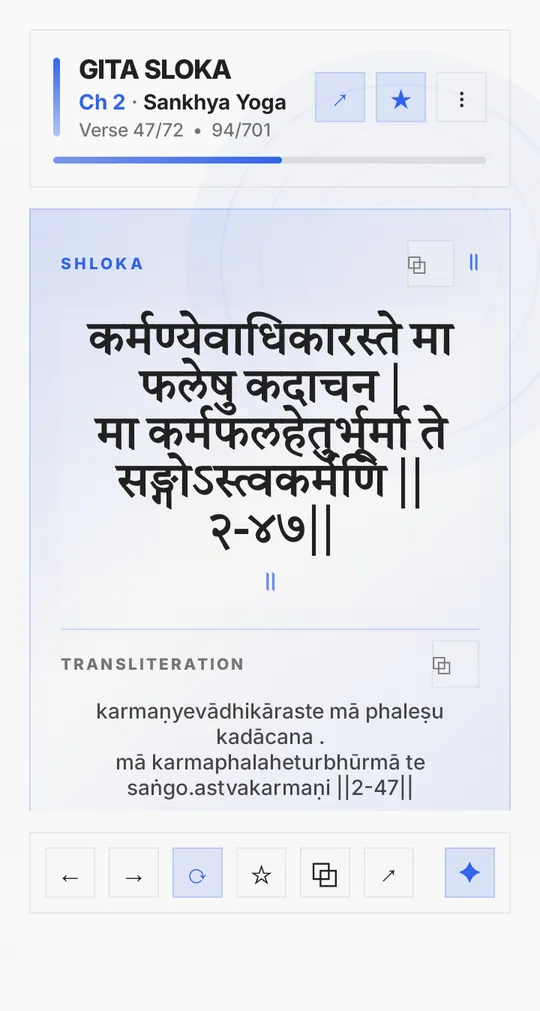 GITA SLOKA
Ch 2 · Sankhya Yoga
Verse 47/72 • 94/701
SHLOKA
॥
कर्मण्येवाधिकारस्ते मा
फलेषु कदाचन |
मा कर्मफलहेतुर्भूर्मा ते
सङ्गोऽस्त्वकर्मणि ||
२-४७||
॥
TRANSLITERATION
karmaṇyevādhikāraste mā phaleṣu
kadācana .
mā karmaphalaheturbhūrmā te
saṅgo.astvakarmaṇi ||2-47||